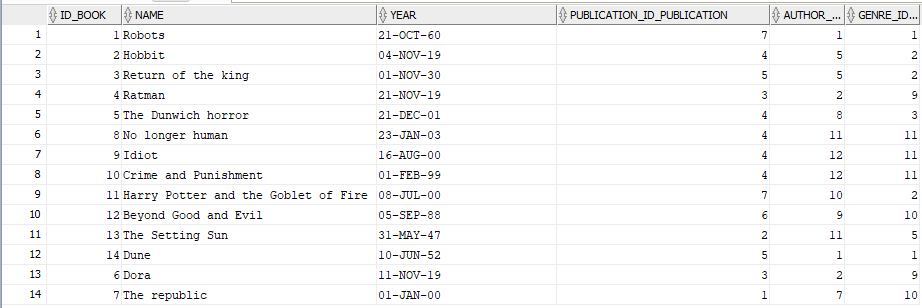 ID_BOOK NAME YEAR PUBLICATION_ID_PUBLICATION AUTHOR_... GENRE_ID...
1 1 Robots 21-OCT-60 7 1 1
2 2 Hobbit 04-NOV-19 4 5 2
3 3 Return of the king 01-NOV-30 5 5 2
4 4 Ratman 21-NOV-19 3 2 9
5 5 The Dunwich horror 21-DEC-01 4 8 3
6 8 No longer human 23-JAN-03 4 11 11
7 9 Idiot 16-AUG-00 4 12 11
8 10 Crime and Punishment 01-FEB-99 4 12 11
9 11 Harry Potter and the Goblet of Fire 08-JUL-00 7 10 2
10 12 Beyond Good and Evil 05-SEP-88 6 9 10
11 13 The Setting Sun 31-MAY-47 2 11 5
12 14 Dune 10-JUN-52 5 1 1
13 6 Dora 11-NOV-19 3 2 9
14 7 The republic 01-JAN-00 1 7 10